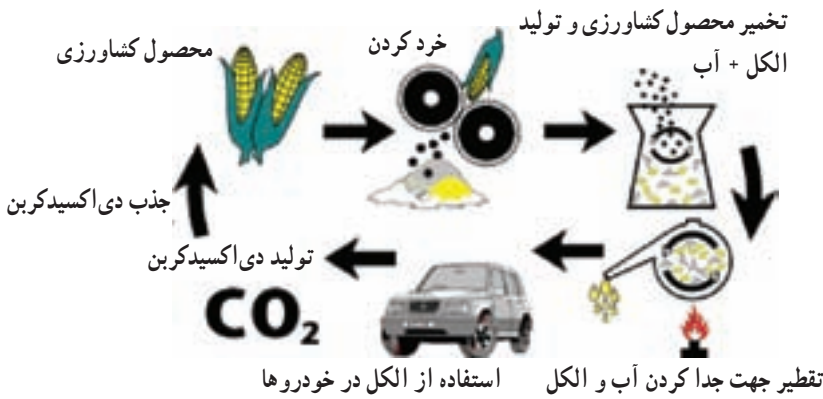 تخمیر محصول کشاورزی و تولید
الکل + آب
خرد کردن
محصول کشاورزی
جذب دی‌اکسیدکربن
تولید دی‌اکسیدکربن
CO₂
تقطیر جهت جدا کردن آب و الکل
استفاده از الکل در خودروها